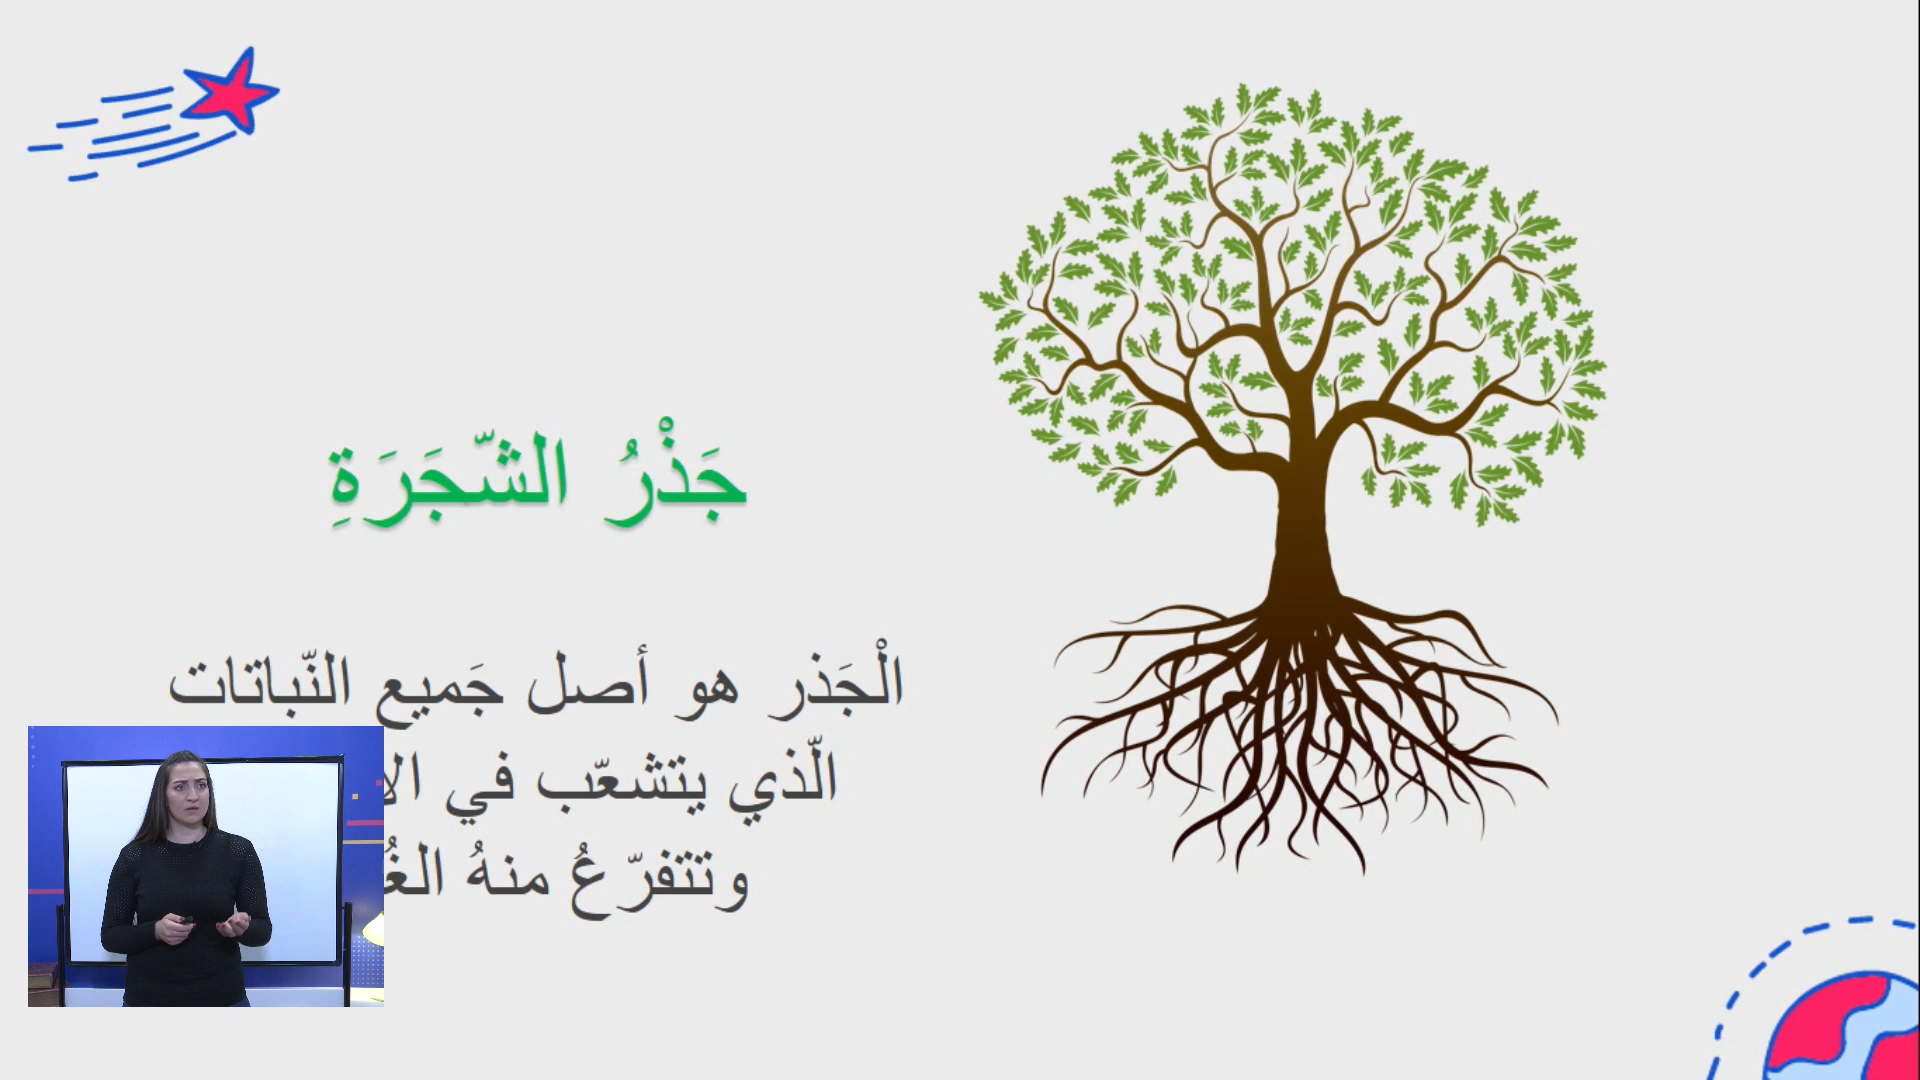 جَذْرُ الشّجَرَةِ
الْجَذر هو أصل جَميع النّباتات
الّذي يتشعّب في
وتتفرّعُ منهُ